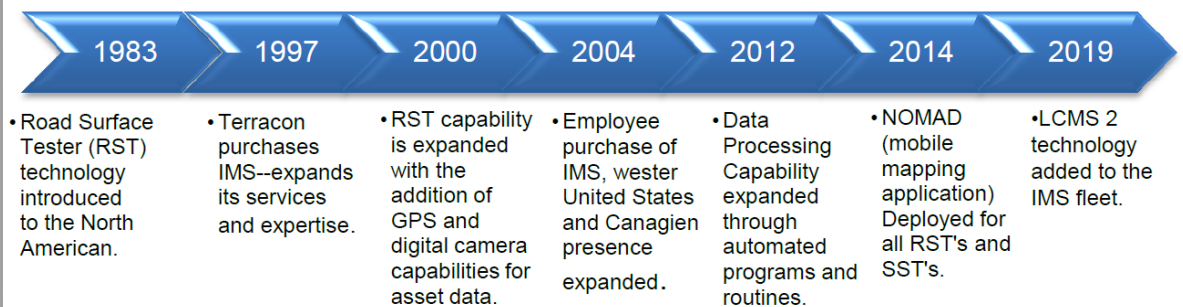 1983
1997
2000
2004
2012
2014
2019
•Road Surface
Tester (RST)
technology
introduced
to the North
American.
•Terracon
purchases
IMS--expands
its services
and expertise.
•RST capability
is expanded
with the
addition of
GPS and
digital camera
capabilities for
asset data.
•Employee
purchase of
IMS, wester
United States
and Canagien
presence
expanded.
•Data
Processing
Capability
expanded
through
automated
programs and
routines.
•NOMAD
(mobile
mapping
application)
Deployed for
all RST's and
SST's.
•LCMS 2
technology
added to the
IMS fleet.